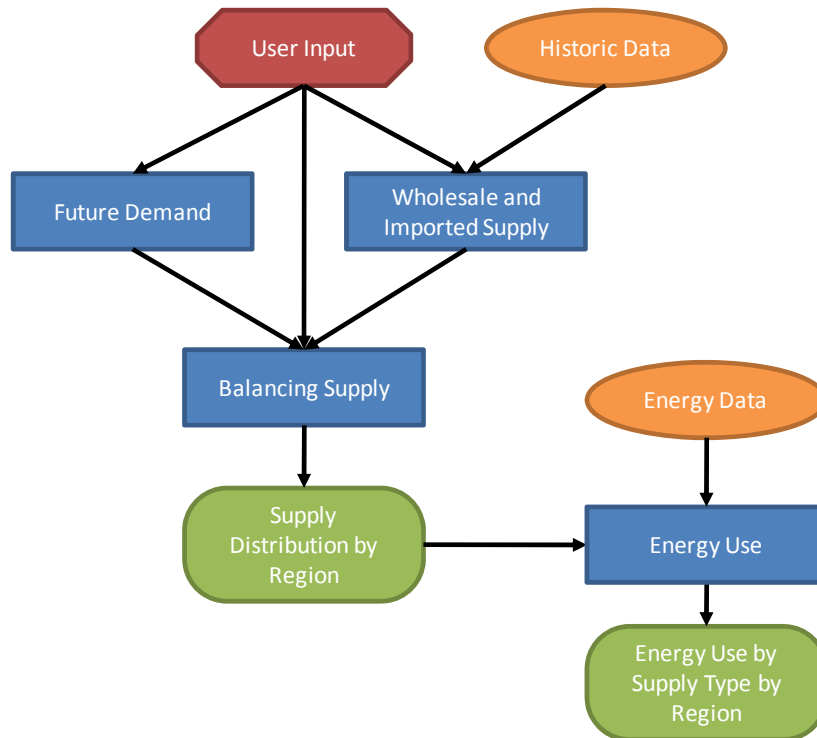 User Input
Historic Data
Future Demand
Wholesale and
Imported Supply
Balancing Supply
Energy Data
Supply
Distribution by
Region
Energy Use
Energy Use by
Supply Type by
Region